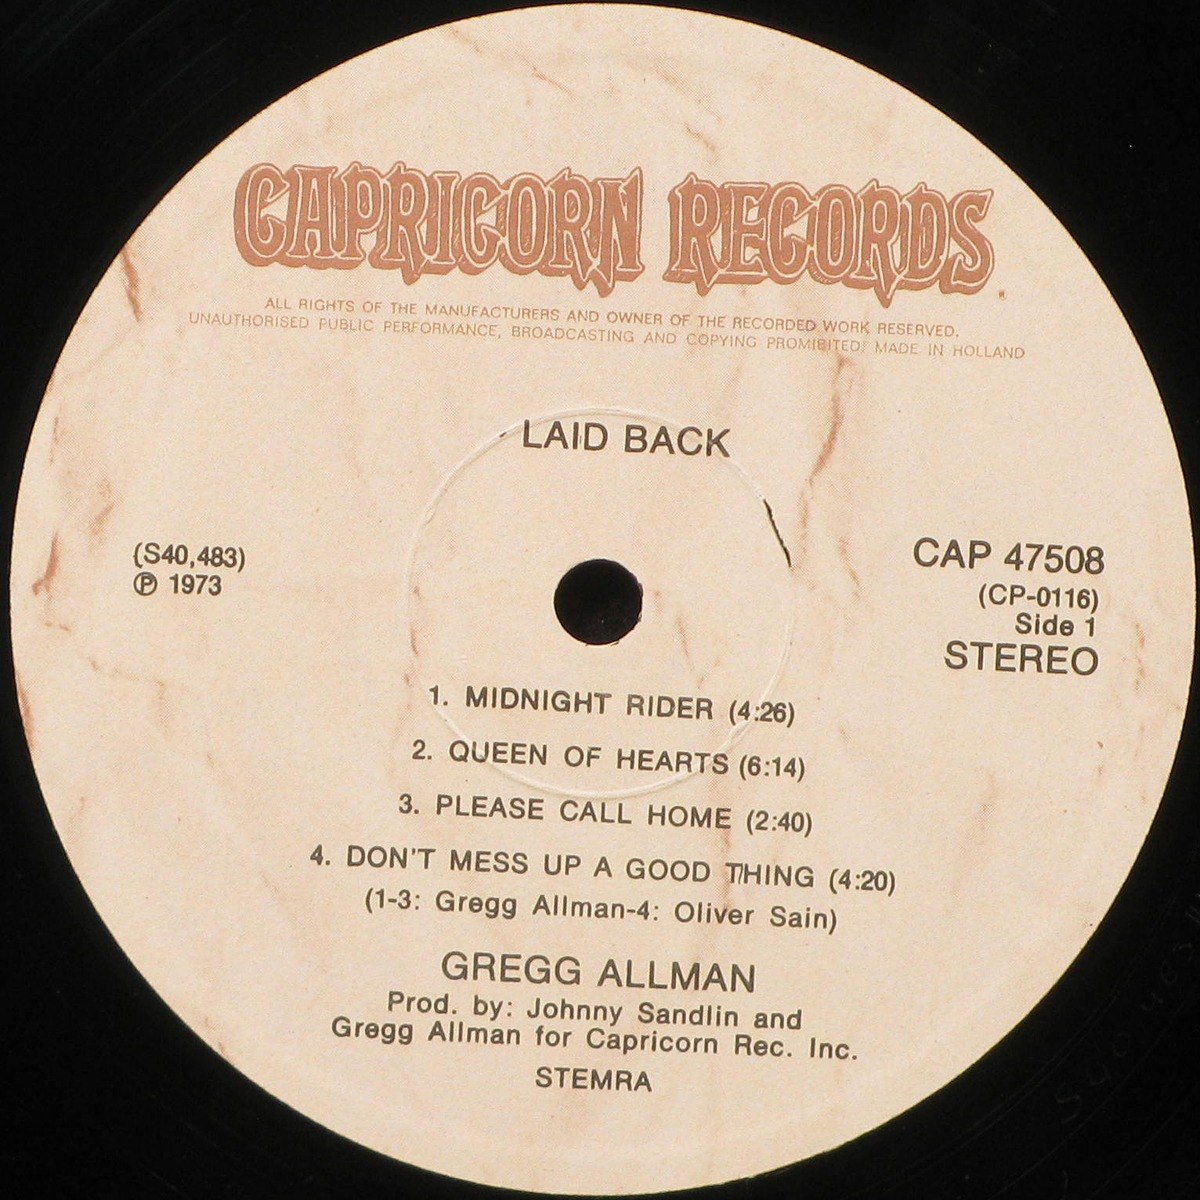 CAPRICORN RECORDS
ALL RIGHTS OF THE MANUFACTURERS AND OWNER OF THE RECORDED WORK RESERVED.
UNAUTHORISED PUBLIC PERFORMANCE, BROADCASTING AND COPYING PROMIBITED. MADE IN HOLLAND
LAID BACK
(S40,483)
Ⓟ 1973
CAP 47508
(CP-0116)
Side 1
STEREO
1. MIDNIGHT RIDER (4:26)
2. QUEEN OF HEARTS (6:14)
3. PLEASE CALL HOME (2:40)
4. DON'T MESS UP A GOOD THING (4:20)
(1-3: Gregg Allman-4: Oliver Sain)
GREGG ALLMAN
Prod. by: Johnny Sandlin and
Gregg Allman for Capricorn Rec. Inc.
STEMRA